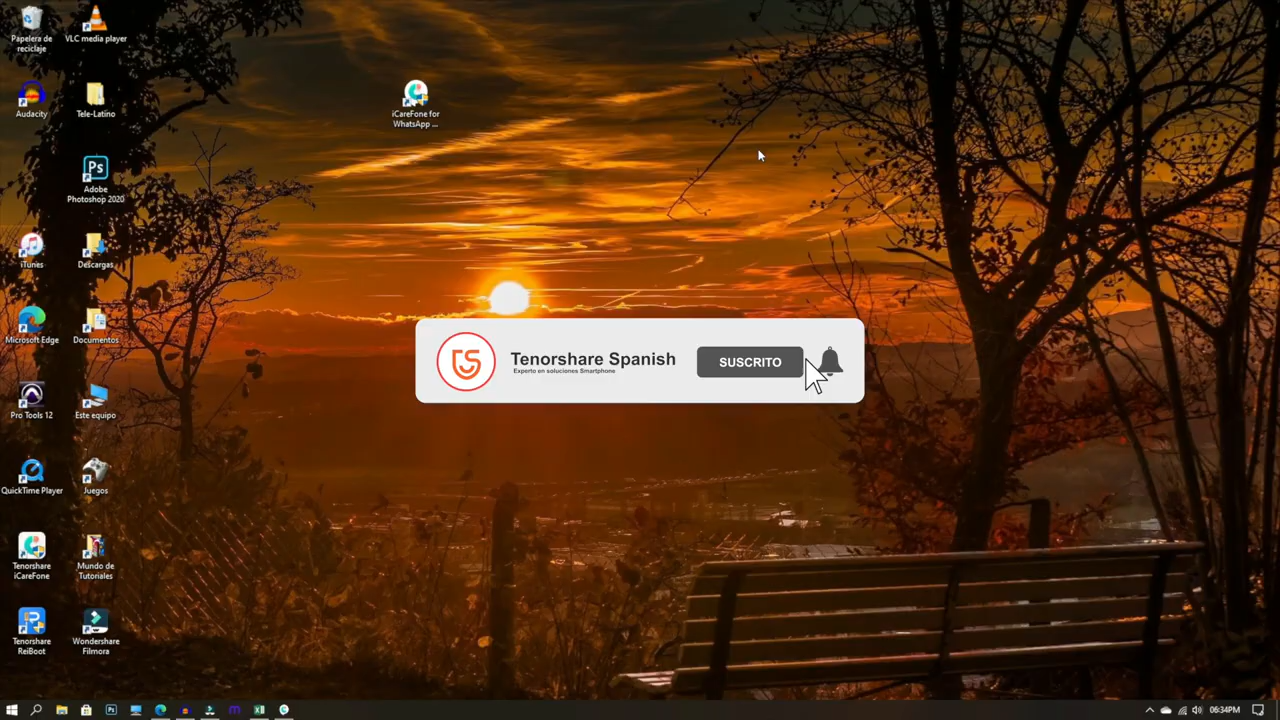 Papelera de
reciclaje
VLC media player
Audacity
Tele-Latino
iCareFone for
WhatsApp ...
Ps
Adobe
Photoshop 2020
iTunes
Descargas
Microsoft Edge
Documentos
Tenorshare Spanish
Experto en soluciones Smartphone
SUSCRITO
Pro Tools 12
Este equipo
QuickTime Player
Juegos
Tenorshare
iCareFone
Mundo de
Tutoriales
Tenorshare
ReiBoot
Wondershare
Filmora
06:34PM